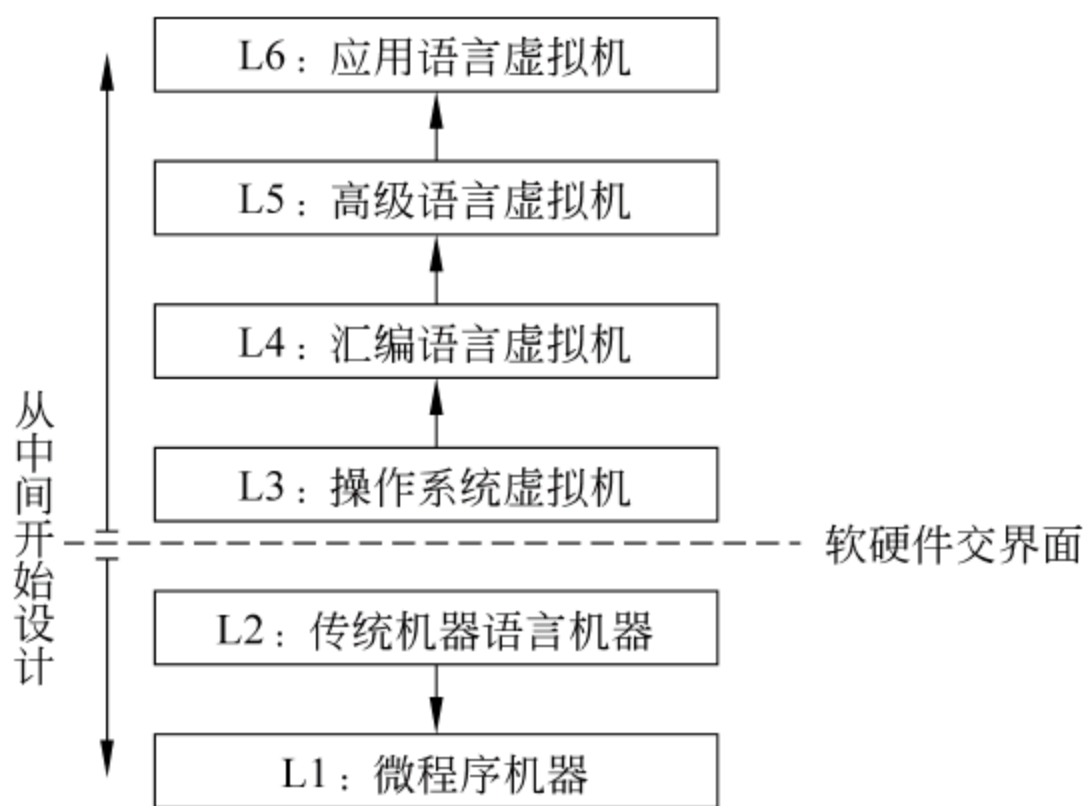 L6：应用语言虚拟机
L5：高级语言虚拟机
L4：汇编语言虚拟机
L3：操作系统虚拟机
从中间开始设计
软硬件交界面
L2：传统机器语言机器
L1：微程序机器